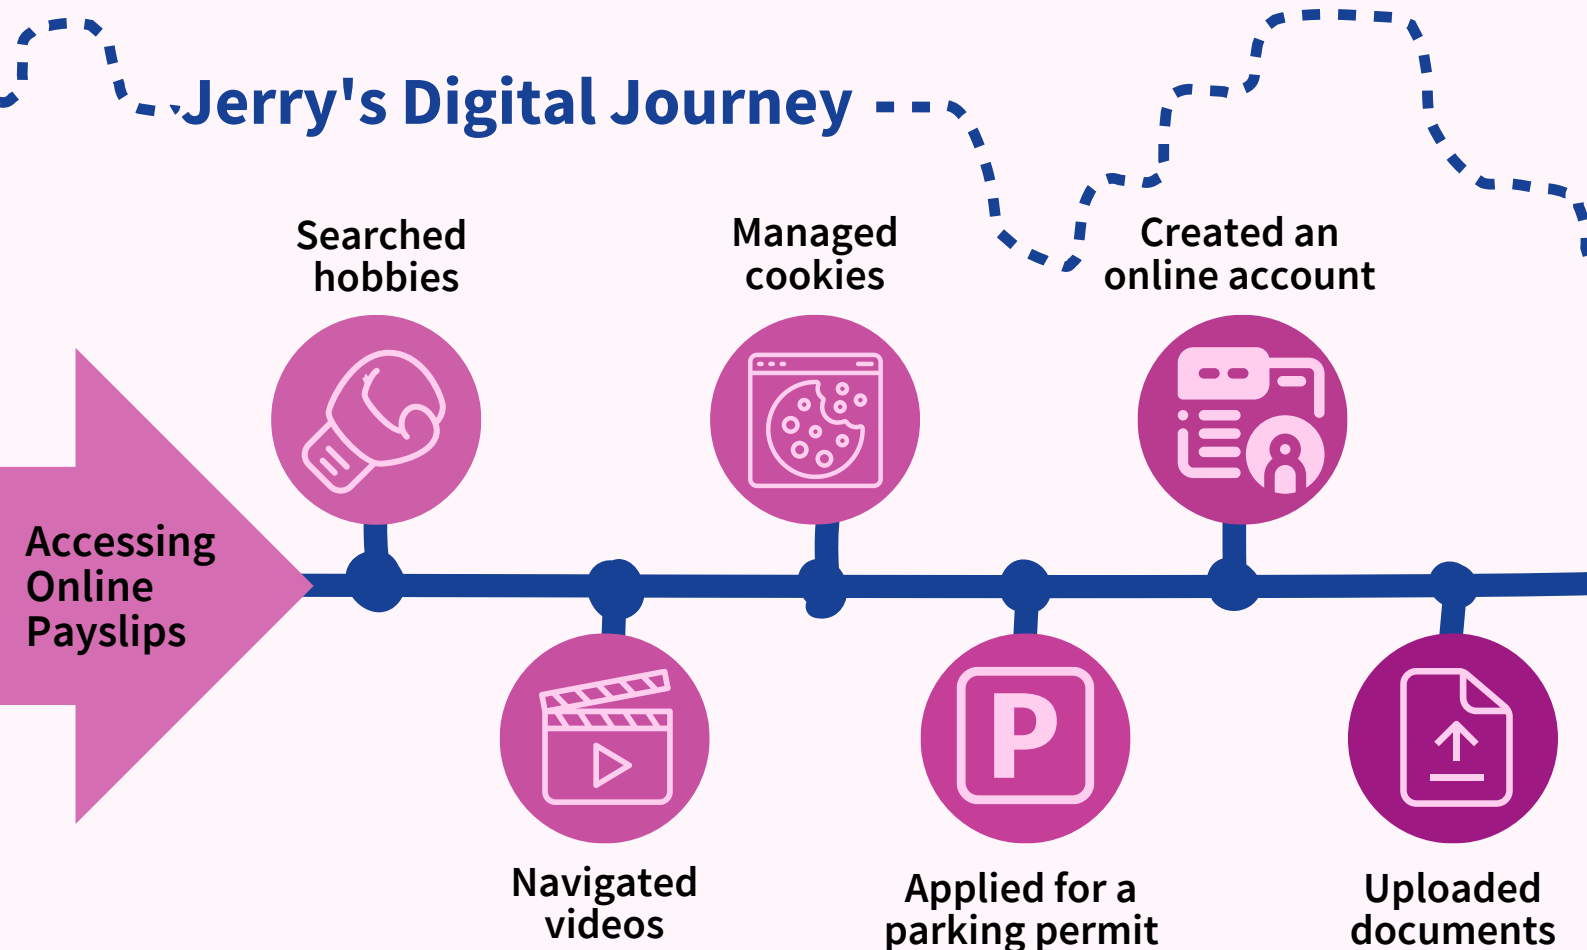 Jerry's Digital Journey
Accessing
Online
Payslips
Searched
hobbies
Navigated
videos
Managed
cookies
P
Applied for a
parking permit
Created an
online account
Uploaded
documents